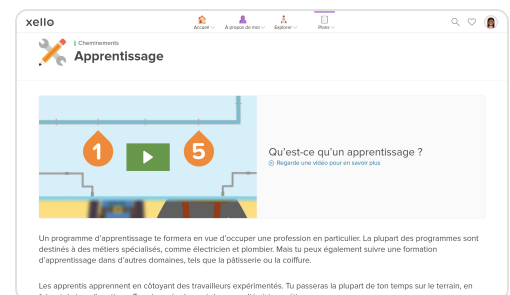 xello
Accueil
À propos de moi
Explorer
Plans
Cheminements
Apprentissage
1
5
Qu'est-ce qu'un apprentissage ?
Regarde une vidéo pour en savoir plus
Un programme d'apprentissage te formera en vue d'occuper une profession en particulier. La plupart des programmes sont
destinés à des métiers spécialisés, comme électricien et plombier. Mais tu peux également suivre une formation
d'apprentissage dans d'autres domaines, tels que la pâtisserie ou la coiffure.
Les apprentis apprennent en côtoyant des travailleurs expérimentés. Tu passeras la plupart de ton temps sur le terrain, en